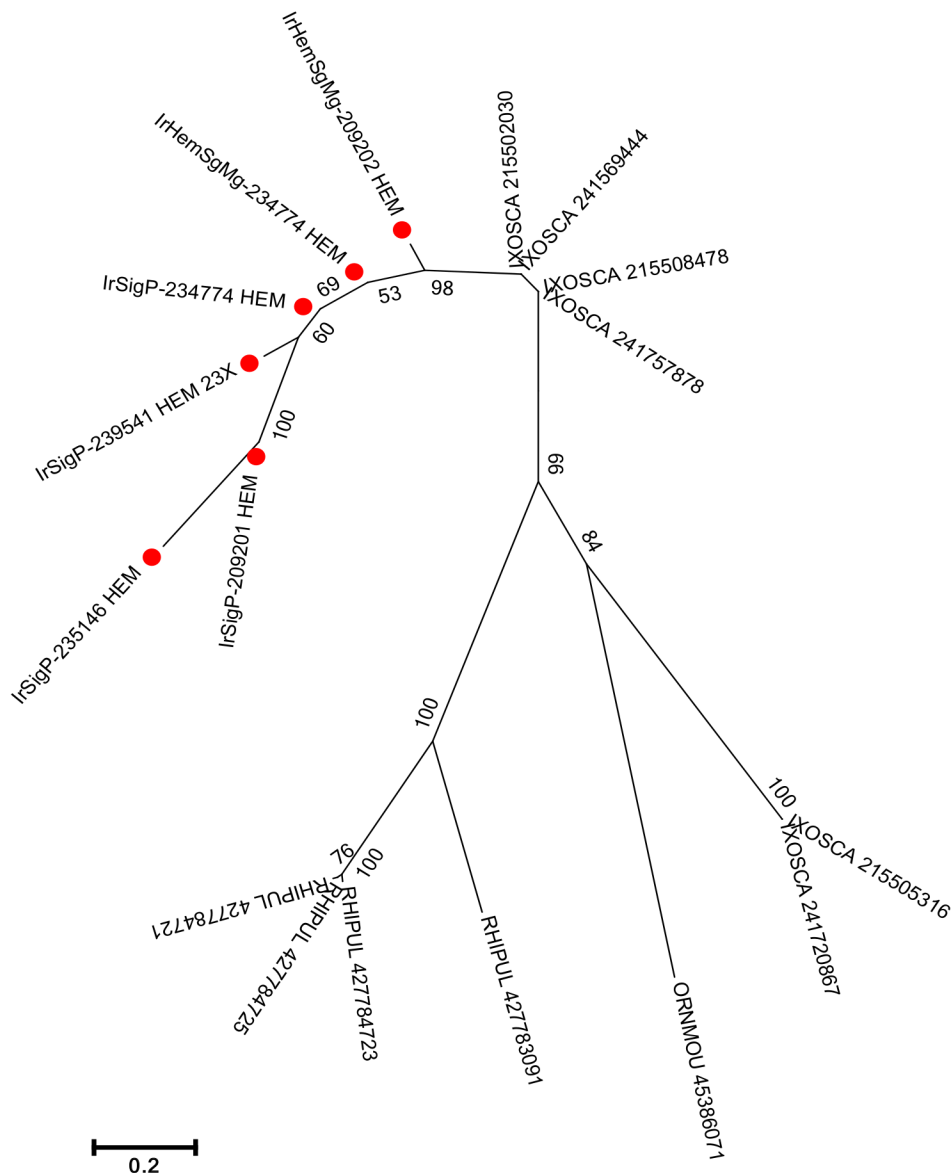 IrHemSgMg-209202 HEM
IXOSCA 215502030
IrHemSgMg-234774 HEM
IXOSCA 241569444
IXOSCA 215508478
IrSigP-234774 HEM
69
53
98
IXOSCA 241757878
60
IrSigP-239541 HEM 23X
100
99
IrSigP-209201 HEM
84
IrSigP-235146 HEM
100
100
IXOSCA 215505316
76
100
IXOSCA 241720867
RHIPUL 427784721
RHIPUL 427784725
RHIPUL 427784723
RHIPUL 427783091
ORNMOU 45386071
0.2